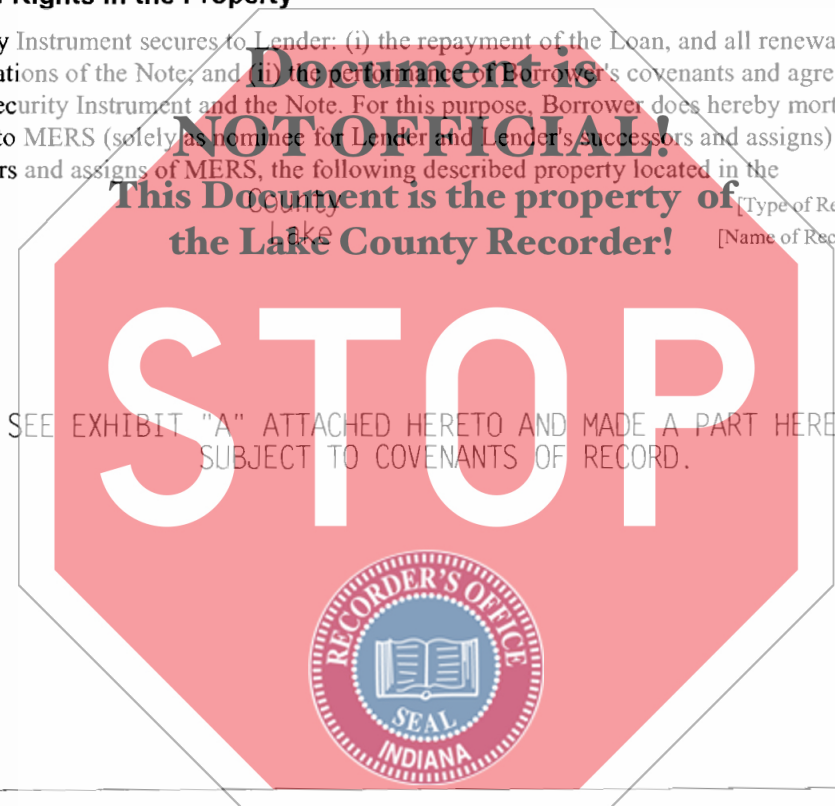 Rights in the Property
y Instrument secures to Lender: (i) the repayment of the Loan, and all renewa
ations of the Note; and (ii) the performance of Borrower's covenants and agre
ecurity Instrument and the Note. For this purpose, Borrower does hereby mor
to MERS (solely as nominee for Lender and Lender's successors and assigns)
rs and assigns of MERS, the following described property located in the
County [Type of Re
Lake [Name of Rec
Document is
NOT OFFICIAL!
This Document is the property of
the Lake County Recorder!
STOP
SEE EXHIBIT "A" ATTACHED HERETO AND MADE A PART HERE
SUBJECT TO COVENANTS OF RECORD.
RECORDER'S OFFICE
SEAL
INDIANA